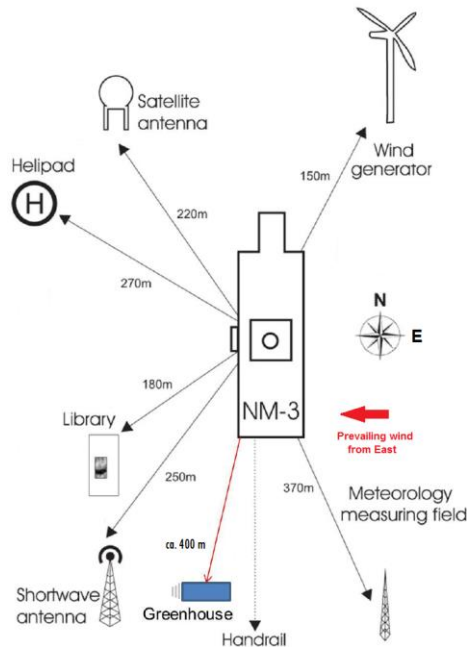 Satellite
antenna
Wind
generator
150m
Helipad
H
220m
270m
N
E
180m
NM-3
Library
Prevailing wind
from East
250m
370m
Meteorology
measuring field
ca. 400 m
Shortwave
antenna
Greenhouse
Handrail